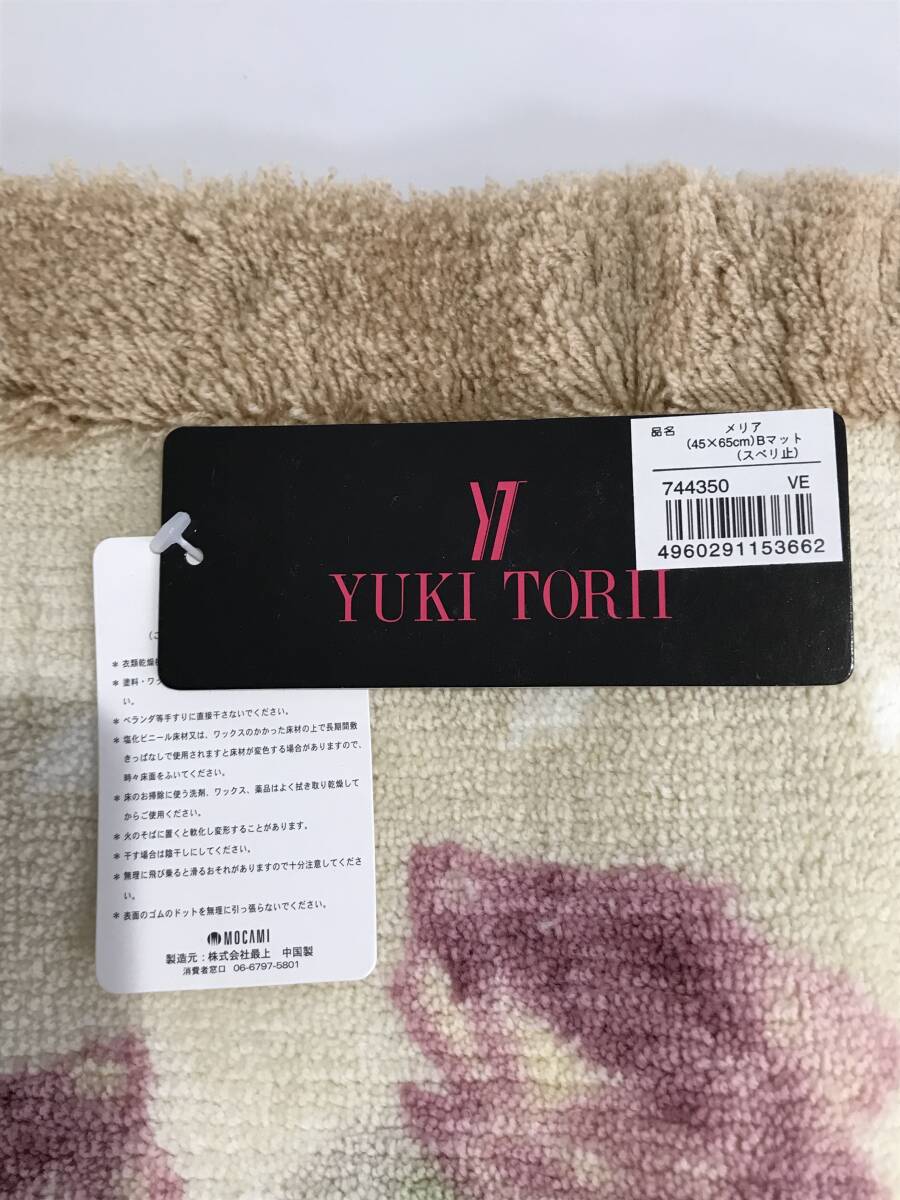 品名 メリア
(45×65cm)Bマット
(スベリ止)
744350 VE
4960291153662
YT
YUKI TORII
(こ
＊衣類乾燥
＊塗料・ワッ
い。
＊ベランダ等手すりに直接干さないでください。
＊塩化ビニール床材又は、ワックスのかかった床材の上で長期間敷
きっぱなしで使用されますと床材が変色する場合がありますので、
時々床面をふいてください。
＊床のお掃除に使う洗剤、ワックス、薬品はよく拭き取り乾燥して
からご使用ください。
＊火のそばに置くと軟化し変形することがあります。
＊干す場合は陰干しにしてください。
＊無理に飛び乗ると滑るおそれがありますので十分注意してくださ
い。
＊表面のゴムのドットを無理に引っ張らないでください。
MOCAMI
製造元：株式会社最上 中国製
消費者窓口 06-6797-5801